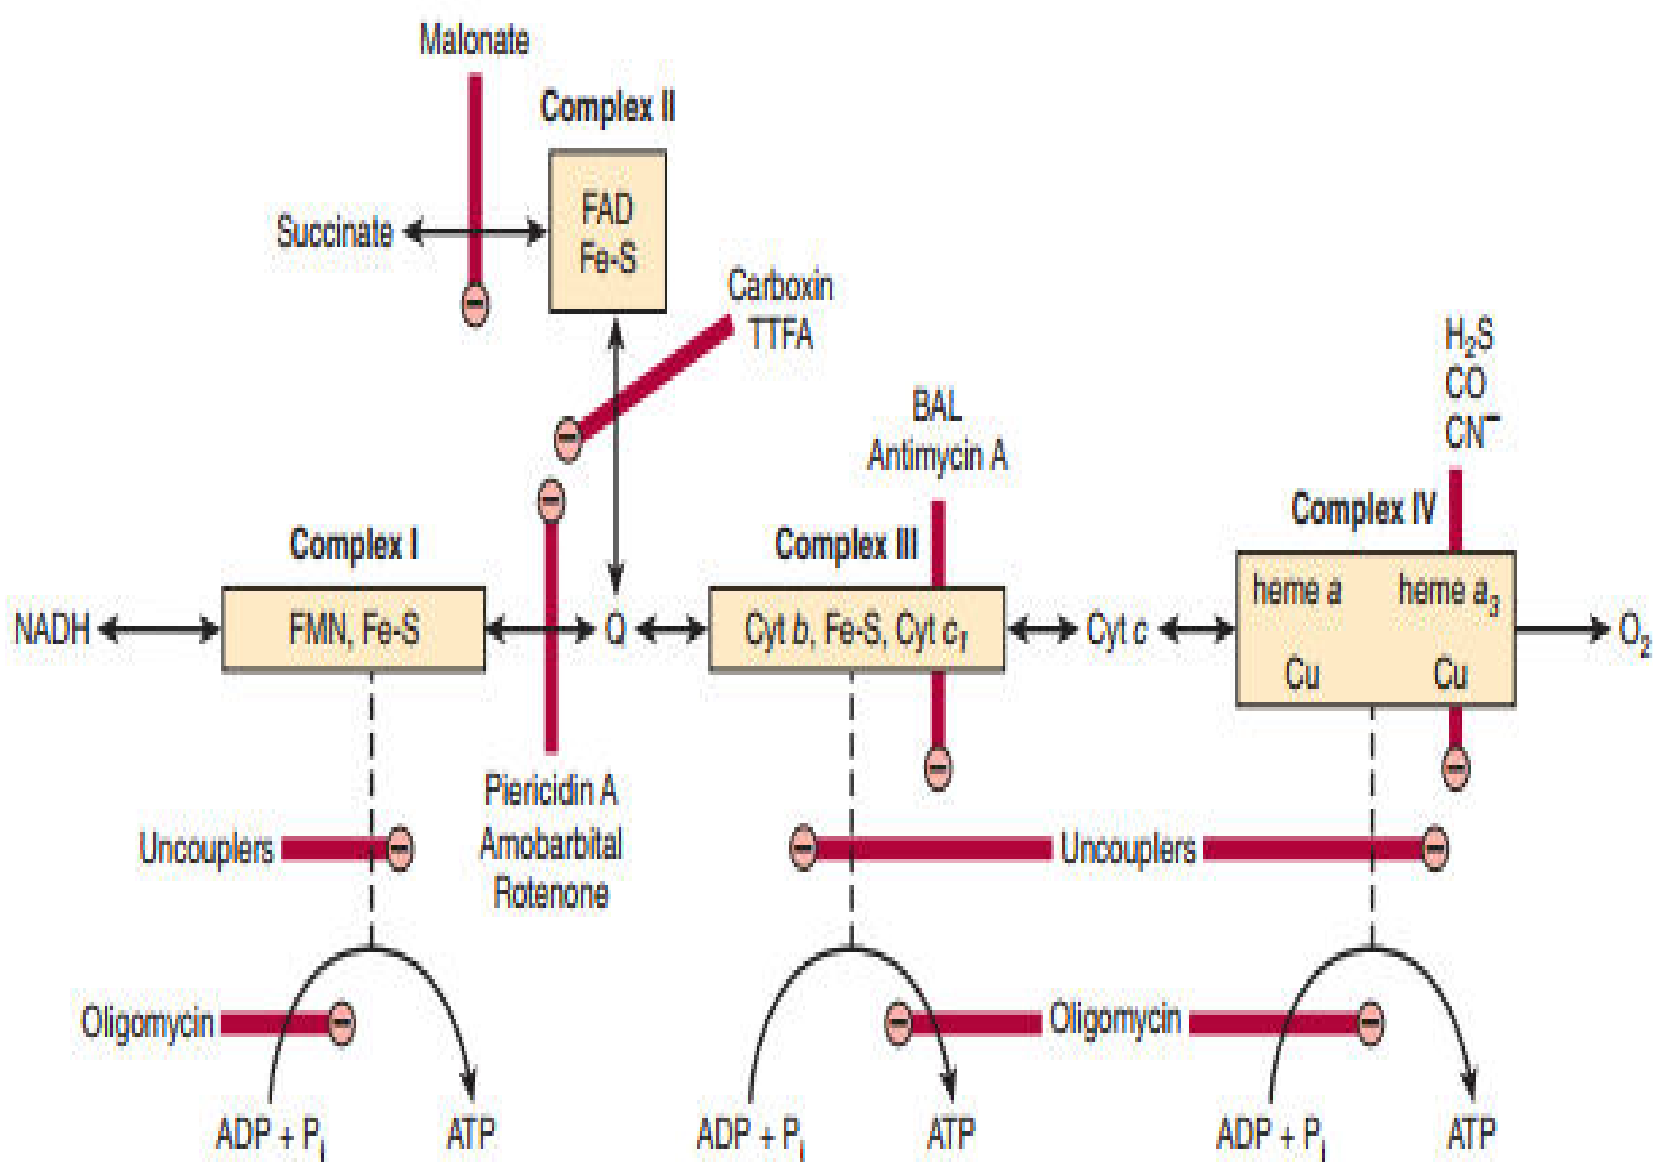 Malonate
Complex II
FAD
Fe-S
Succinate
Carboxin
TTFA
H₂S
CO
CN⁻
BAL
Antimycin A
Complex I
Complex III
Complex IV
NADH
FMN, Fe-S
Q
Cyt b, Fe-S, Cyt c₁
Cyt c
heme a
heme a₃
Cu
Cu
O₂
Piericidin A
Amobarbital
Rotenone
Uncouplers
Uncouplers
Oligomycin
Oligomycin
ADP + Pᵢ
ATP
ADP + Pᵢ
ATP
ADP + Pᵢ
ATP